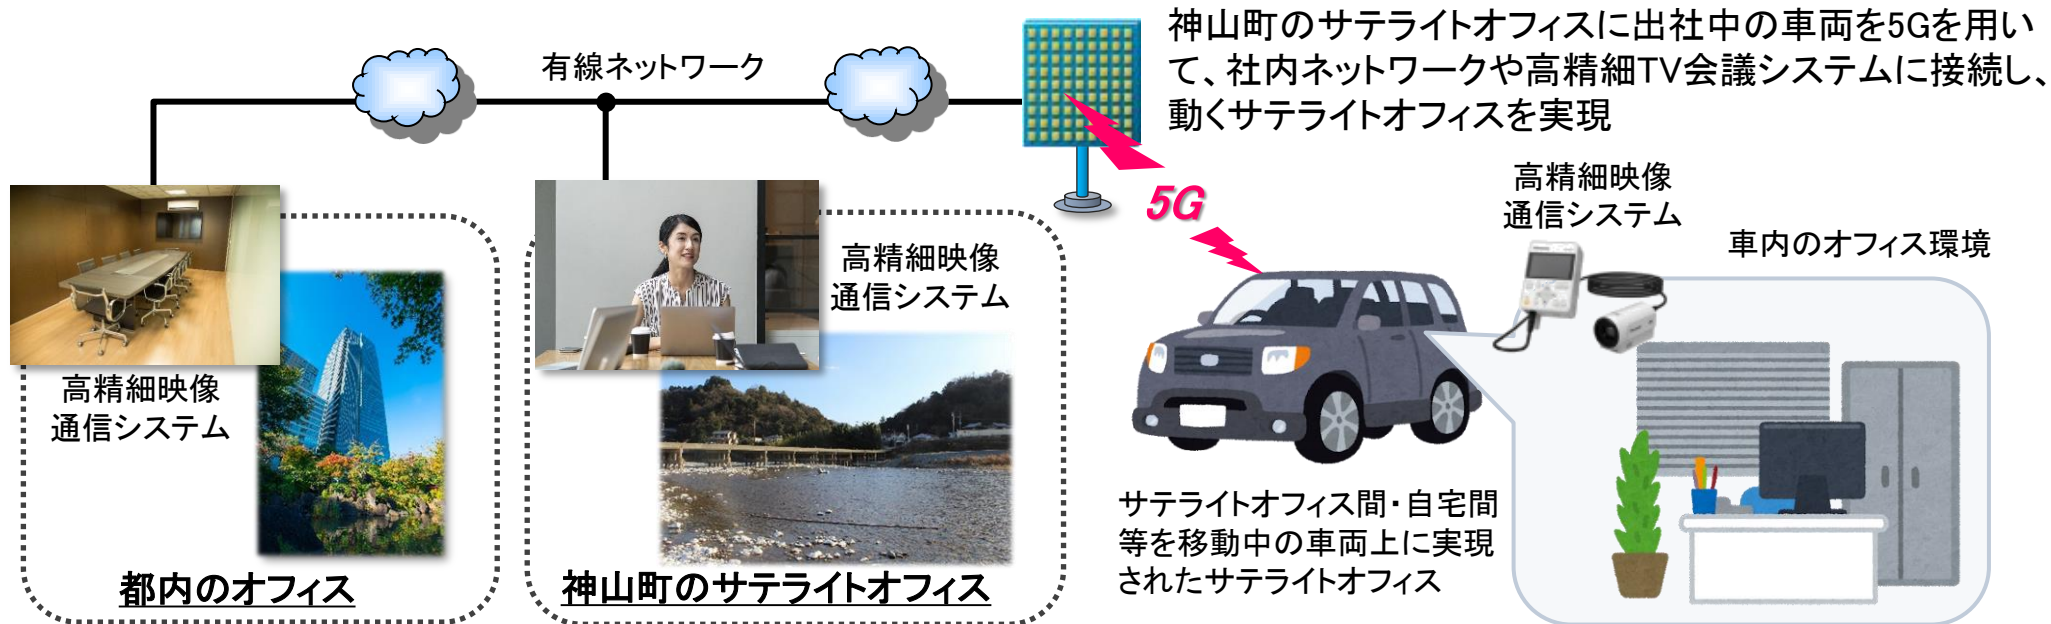 神山町のサテライトオフィスに出社中の車両を5Gを用い
て、社内ネットワークや高精細TV会議システムに接続し、
動くサテライトオフィスを実現
有線ネットワーク
5G
高精細映像
通信システム
車内のオフィス環境
高精細映像
通信システム
高精細映像
通信システム
サテライトオフィス間・自宅間
等を移動中の車両上に実現
されたサテライトオフィス
都内のオフィス
神山町のサテライトオフィス